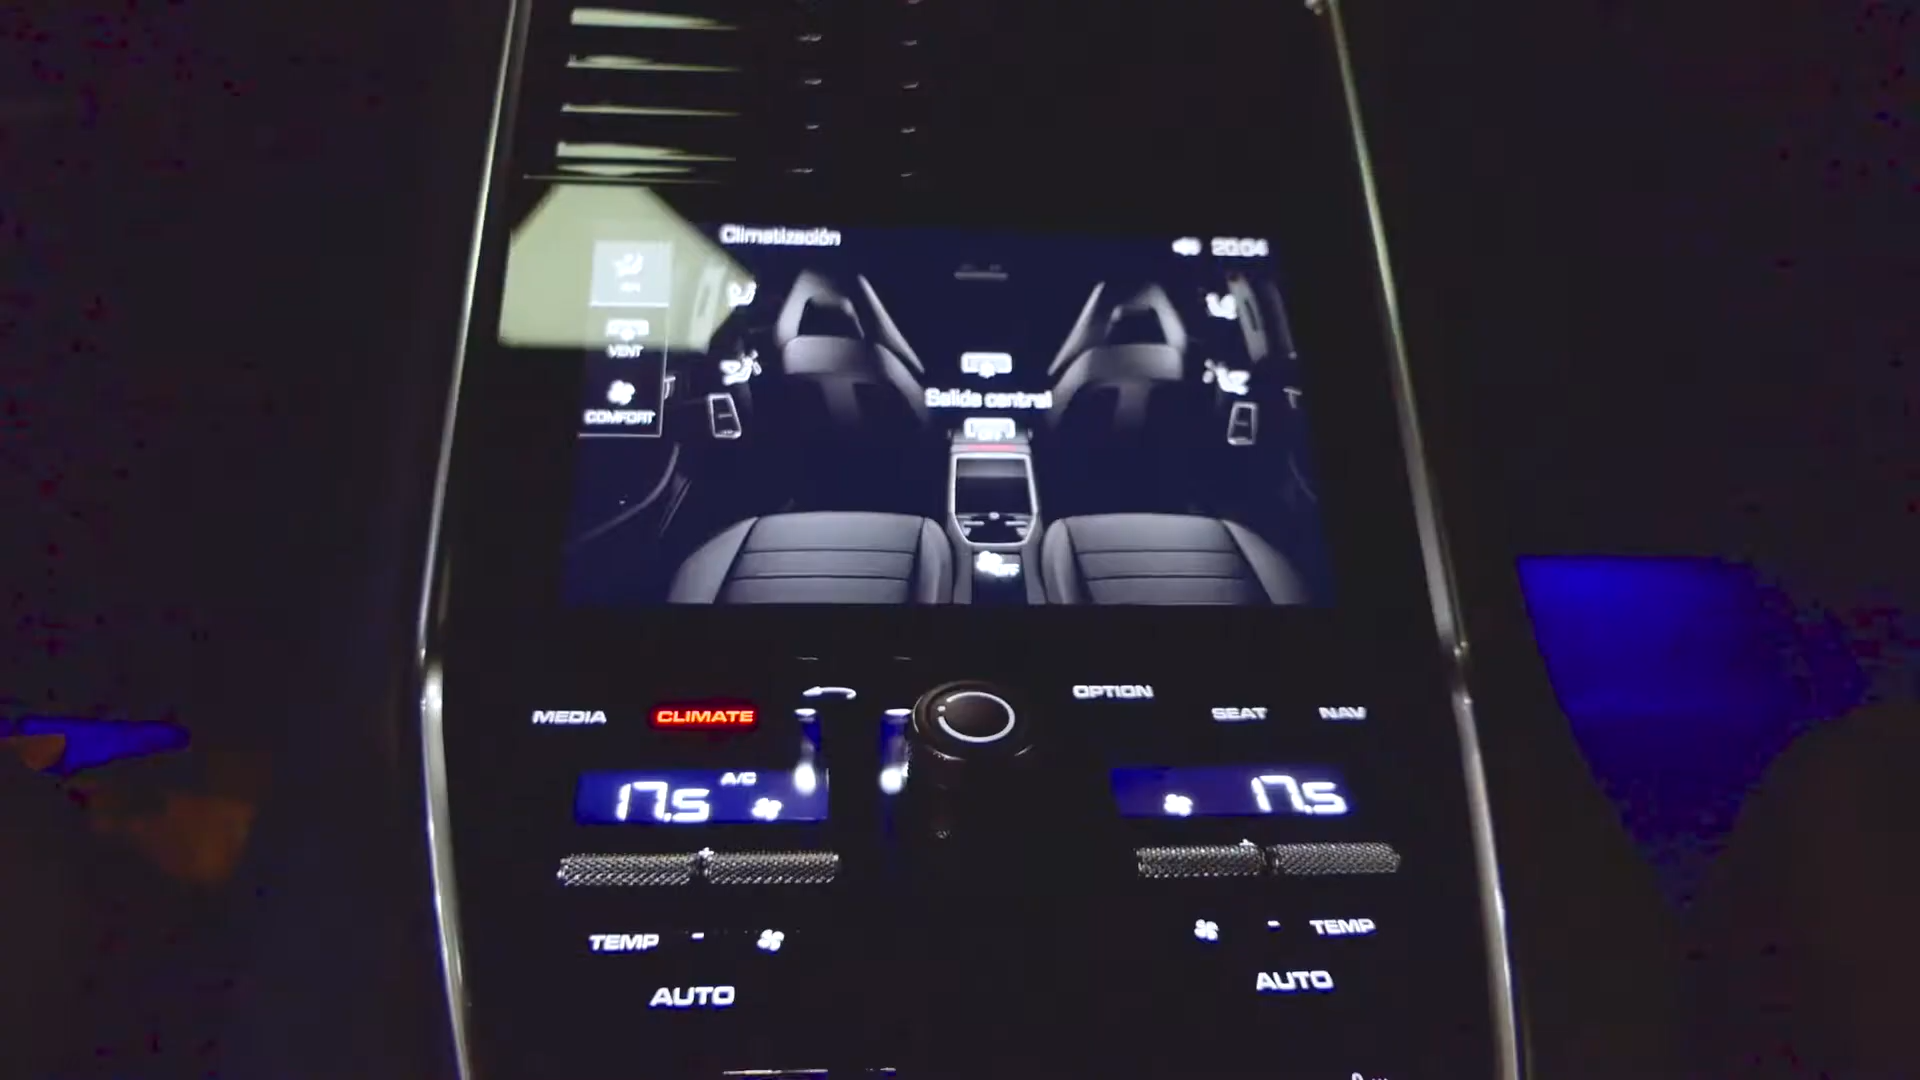 Climatización
20:04
VENT
COMFORT
Salida central
OFF
OPTION
MEDIA
CLIMATE
SEAT
NAV
A/C
17.5
17.5
TEMP -
- TEMP
AUTO
AUTO